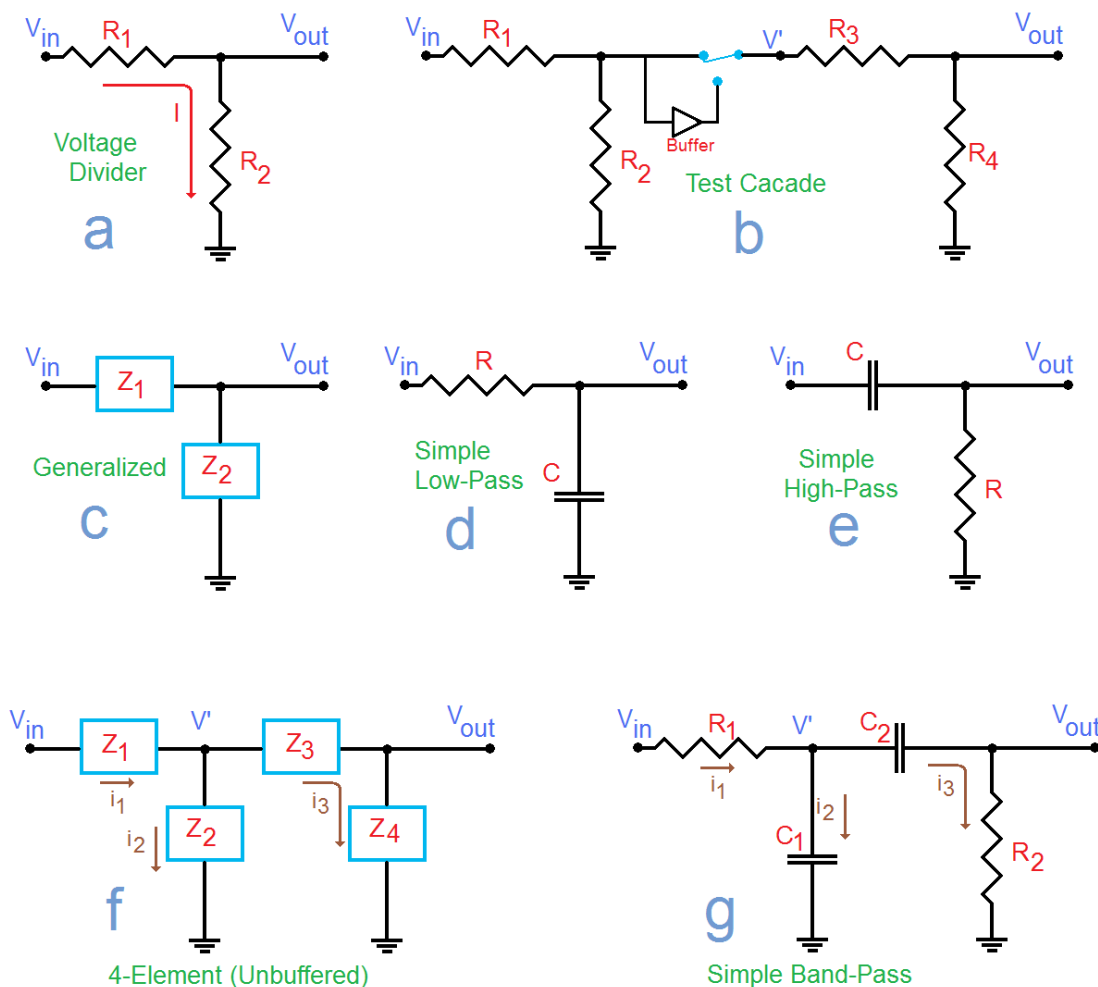 Vin
R1
Vout
I
R2
Voltage
Divider
a
Vin
R1
V'
R3
Vout
Buffer
R2
R4
Test Cacade
b
Vin
Z1
Vout
Z2
Generalized
c
Vin
R
Vout
C
Simple
Low-Pass
d
Vin
C
Vout
R
Simple
High-Pass
e
Vin
Z1
V'
Z3
Vout
i1
i2
Z2
i3
Z4
f
4-Element (Unbuffered)
Vin
R1
V'
C2
Vout
i1
i2
i3
C1
R2
g
Simple Band-Pass